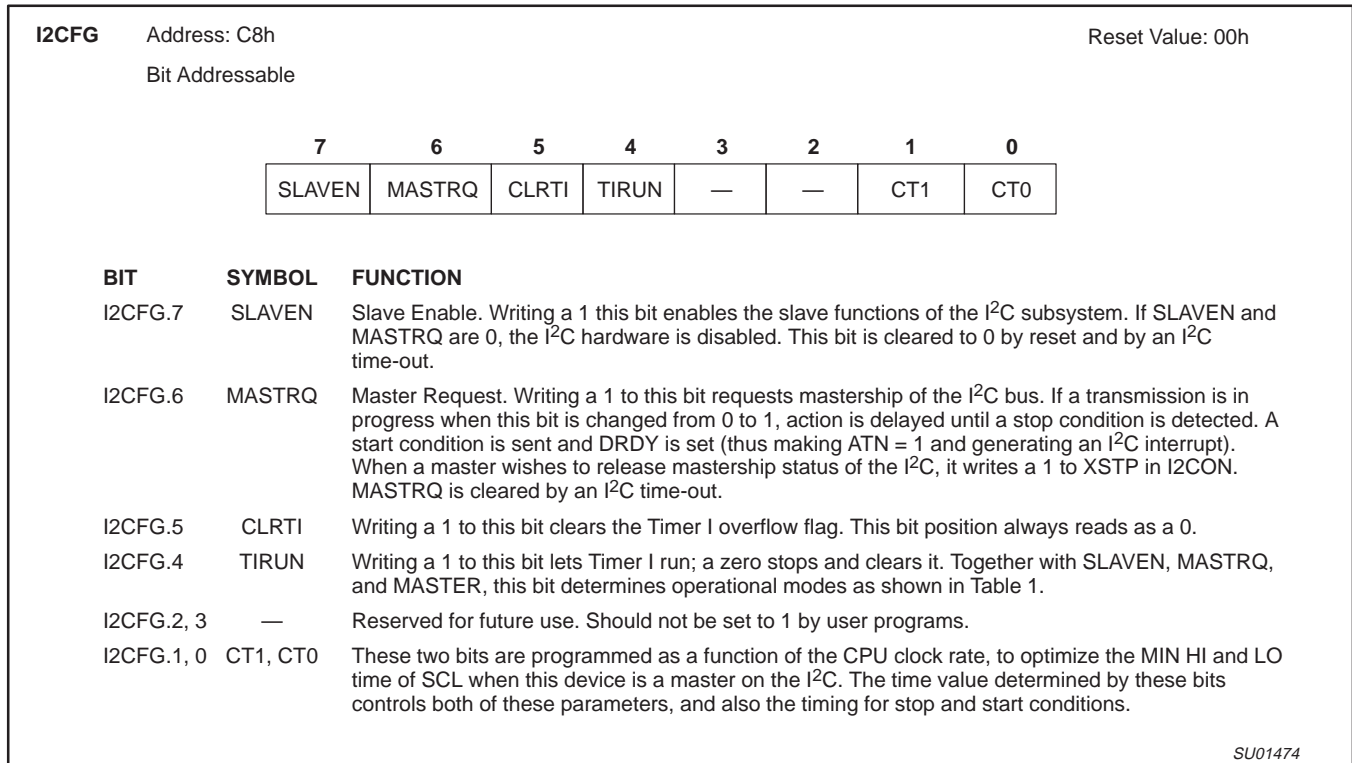 I2CFG Address: C8h Reset Value: 00h
Bit Addressable
7 6 5 4 3 2 1 0
SLAVEN MASTRQ CLRTI TIRUN — — CT1 CT0
BIT SYMBOL FUNCTION
I2CFG.7 SLAVEN Slave Enable. Writing a 1 this bit enables the slave functions of the I2C subsystem. If SLAVEN and
MASTRQ are 0, the I2C hardware is disabled. This bit is cleared to 0 by reset and by an I2C
time-out.
I2CFG.6 MASTRQ Master Request. Writing a 1 to this bit requests mastership of the I2C bus. If a transmission is in
progress when this bit is changed from 0 to 1, action is delayed until a stop condition is detected. A
start condition is sent and DRDY is set (thus making ATN = 1 and generating an I2C interrupt).
When a master wishes to release mastership status of the I2C, it writes a 1 to XSTP in I2CON.
MASTRQ is cleared by an I2C time-out.
I2CFG.5 CLRTI Writing a 1 to this bit clears the Timer I overflow flag. This bit position always reads as a 0.
I2CFG.4 TIRUN Writing a 1 to this bit lets Timer I run; a zero stops and clears it. Together with SLAVEN, MASTRQ,
and MASTER, this bit determines operational modes as shown in Table 1.
I2CFG.2, 3 — Reserved for future use. Should not be set to 1 by user programs.
I2CFG.1, 0 CT1, CT0 These two bits are programmed as a function of the CPU clock rate, to optimize the MIN HI and LO
time of SCL when this device is a master on the I2C. The time value determined by these bits
controls both of these parameters, and also the timing for stop and start conditions.
SU01474